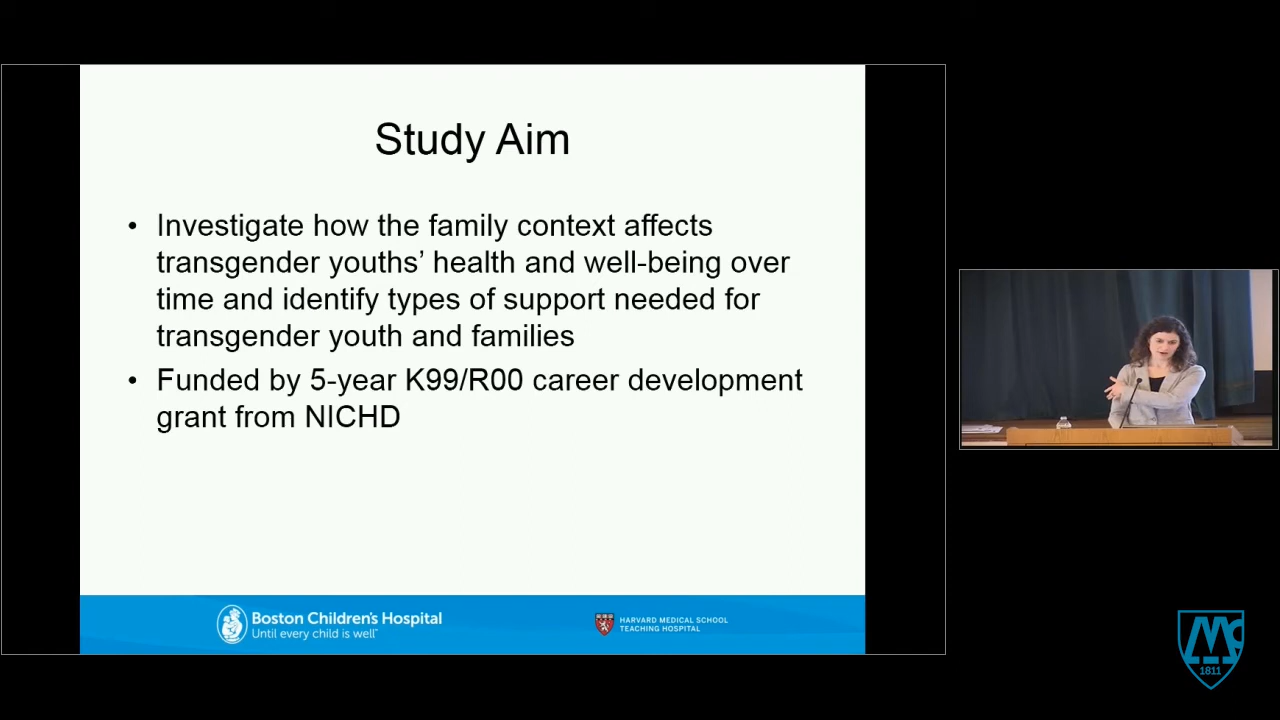 Study Aim
• Investigate how the family context affects
transgender youths’ health and well-being over
time and identify types of support needed for
transgender youth and families
• Funded by 5-year K99/R00 career development
grant from NICHD
Boston Children's Hospital
Until every child is well™
HARVARD MEDICAL SCHOOL
TEACHING HOSPITAL
1811